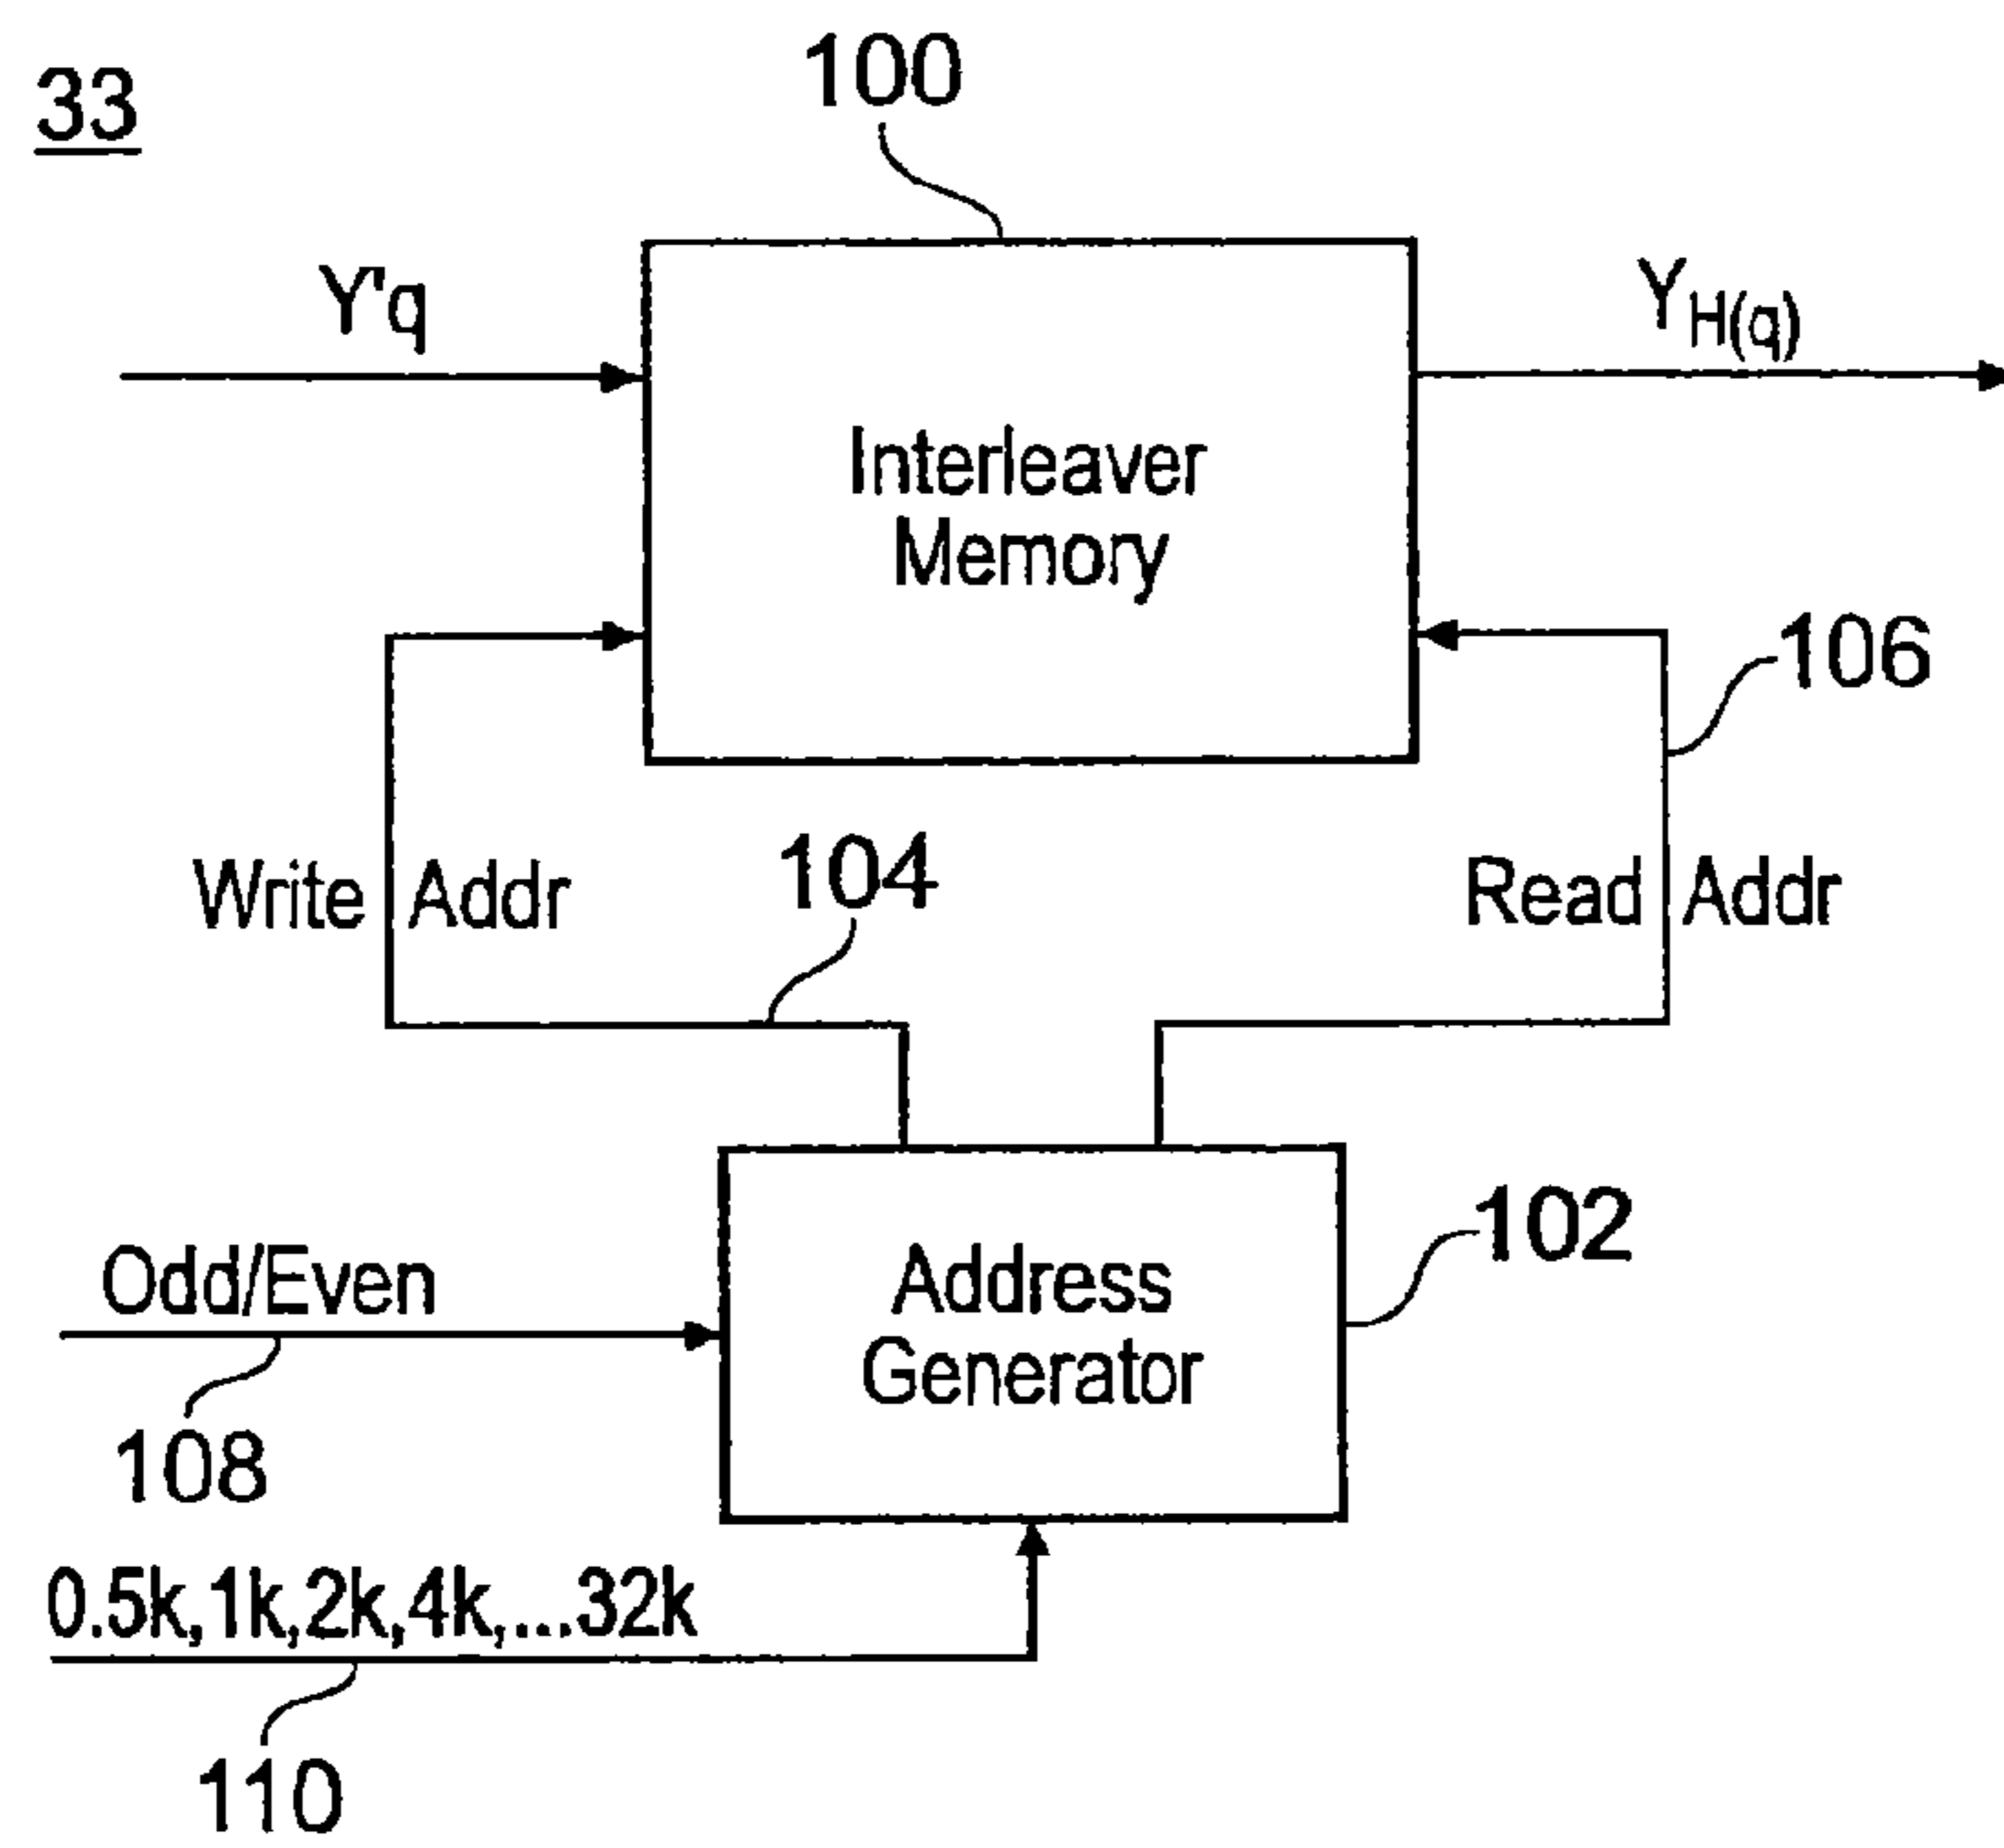 33
100
Y'q
YH(q)
Interleaver
Memory
106
104
Write Addr
Read Addr
102
Odd/Even
Address
Generator
108
0.5k,1k,2k,4k,...32k
110